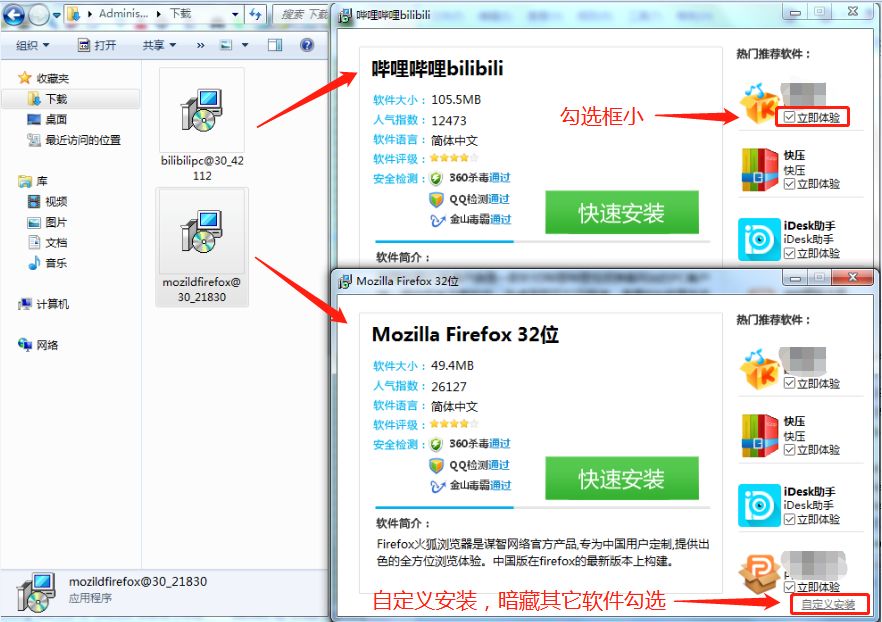 Adminis...
下载
搜索 下载
组织
打开
共享
»
收藏夹
下载
桌面
最近访问的位置
库
视频
图片
文档
音乐
计算机
网络
bilibilipc@30_42
112
mozildfirefox@
30_21830
mozildfirefox@30_21830
应用程序
哔哩哔哩bilibili
哔哩哔哩bilibili
软件大小：105.5MB
人气指数：12473
软件语言：简体中文
软件评级：
安全检测：360杀毒通过
QQ检测通过
金山毒霸通过
快速安装
软件简介：
勾选框小
热门推荐软件：
立即体验
快压
快压
立即体验
iDesk助手
iDesk助手
立即体验
Mozilla Firefox 32位
Mozilla Firefox 32位
软件大小：49.4MB
人气指数：26127
软件语言：简体中文
软件评级：
安全检测：360杀毒通过
QQ检测通过
金山毒霸通过
快速安装
软件简介：
Firefox火狐浏览器是谋智网络官方产品,专为中国用户定制,提供出
色的全方位浏览体验。中国版在firefox的最新版本上构建。
热门推荐软件：
立即体验
快压
快压
立即体验
iDesk助手
iDesk助手
立即体验
立即体验
自定义安装，暗藏其它软件勾选
自定义安装